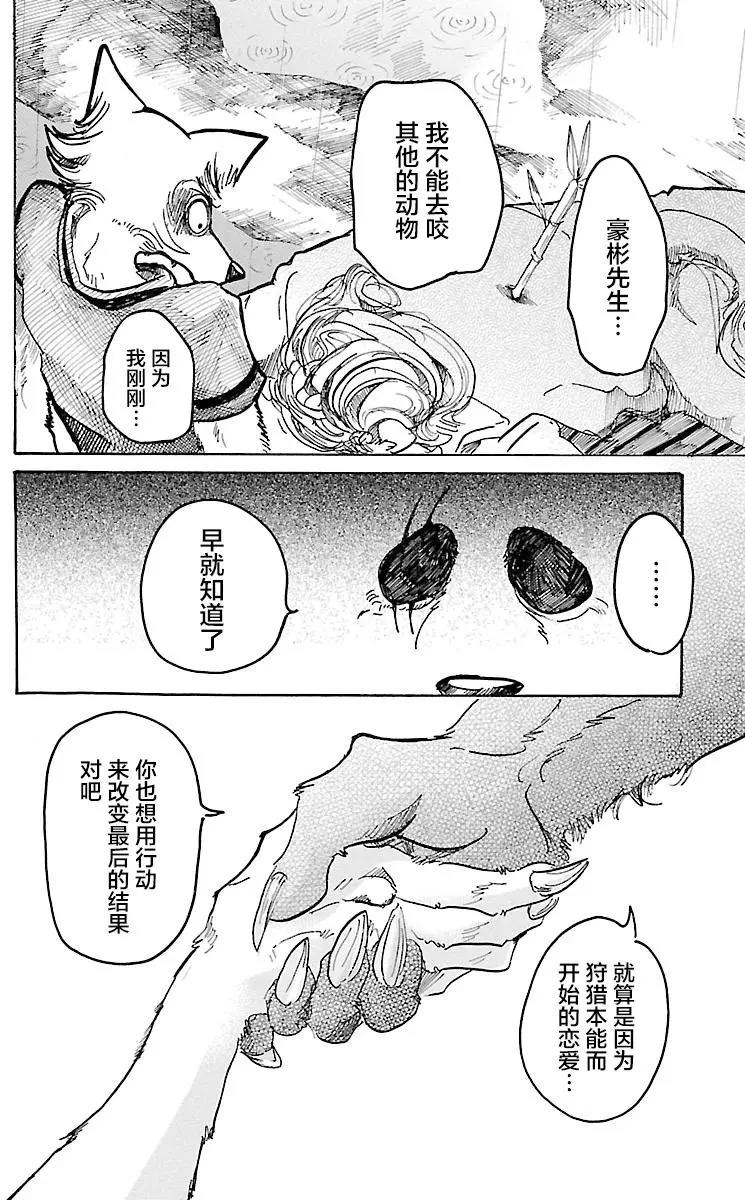 豪彬先生…
我不能去咬
其他的动物
因为
我刚刚…
……
早就知道了
就算是因为
狩猎本能而
开始的恋爱…
你也想用行动
来改变最后的结果
对吧